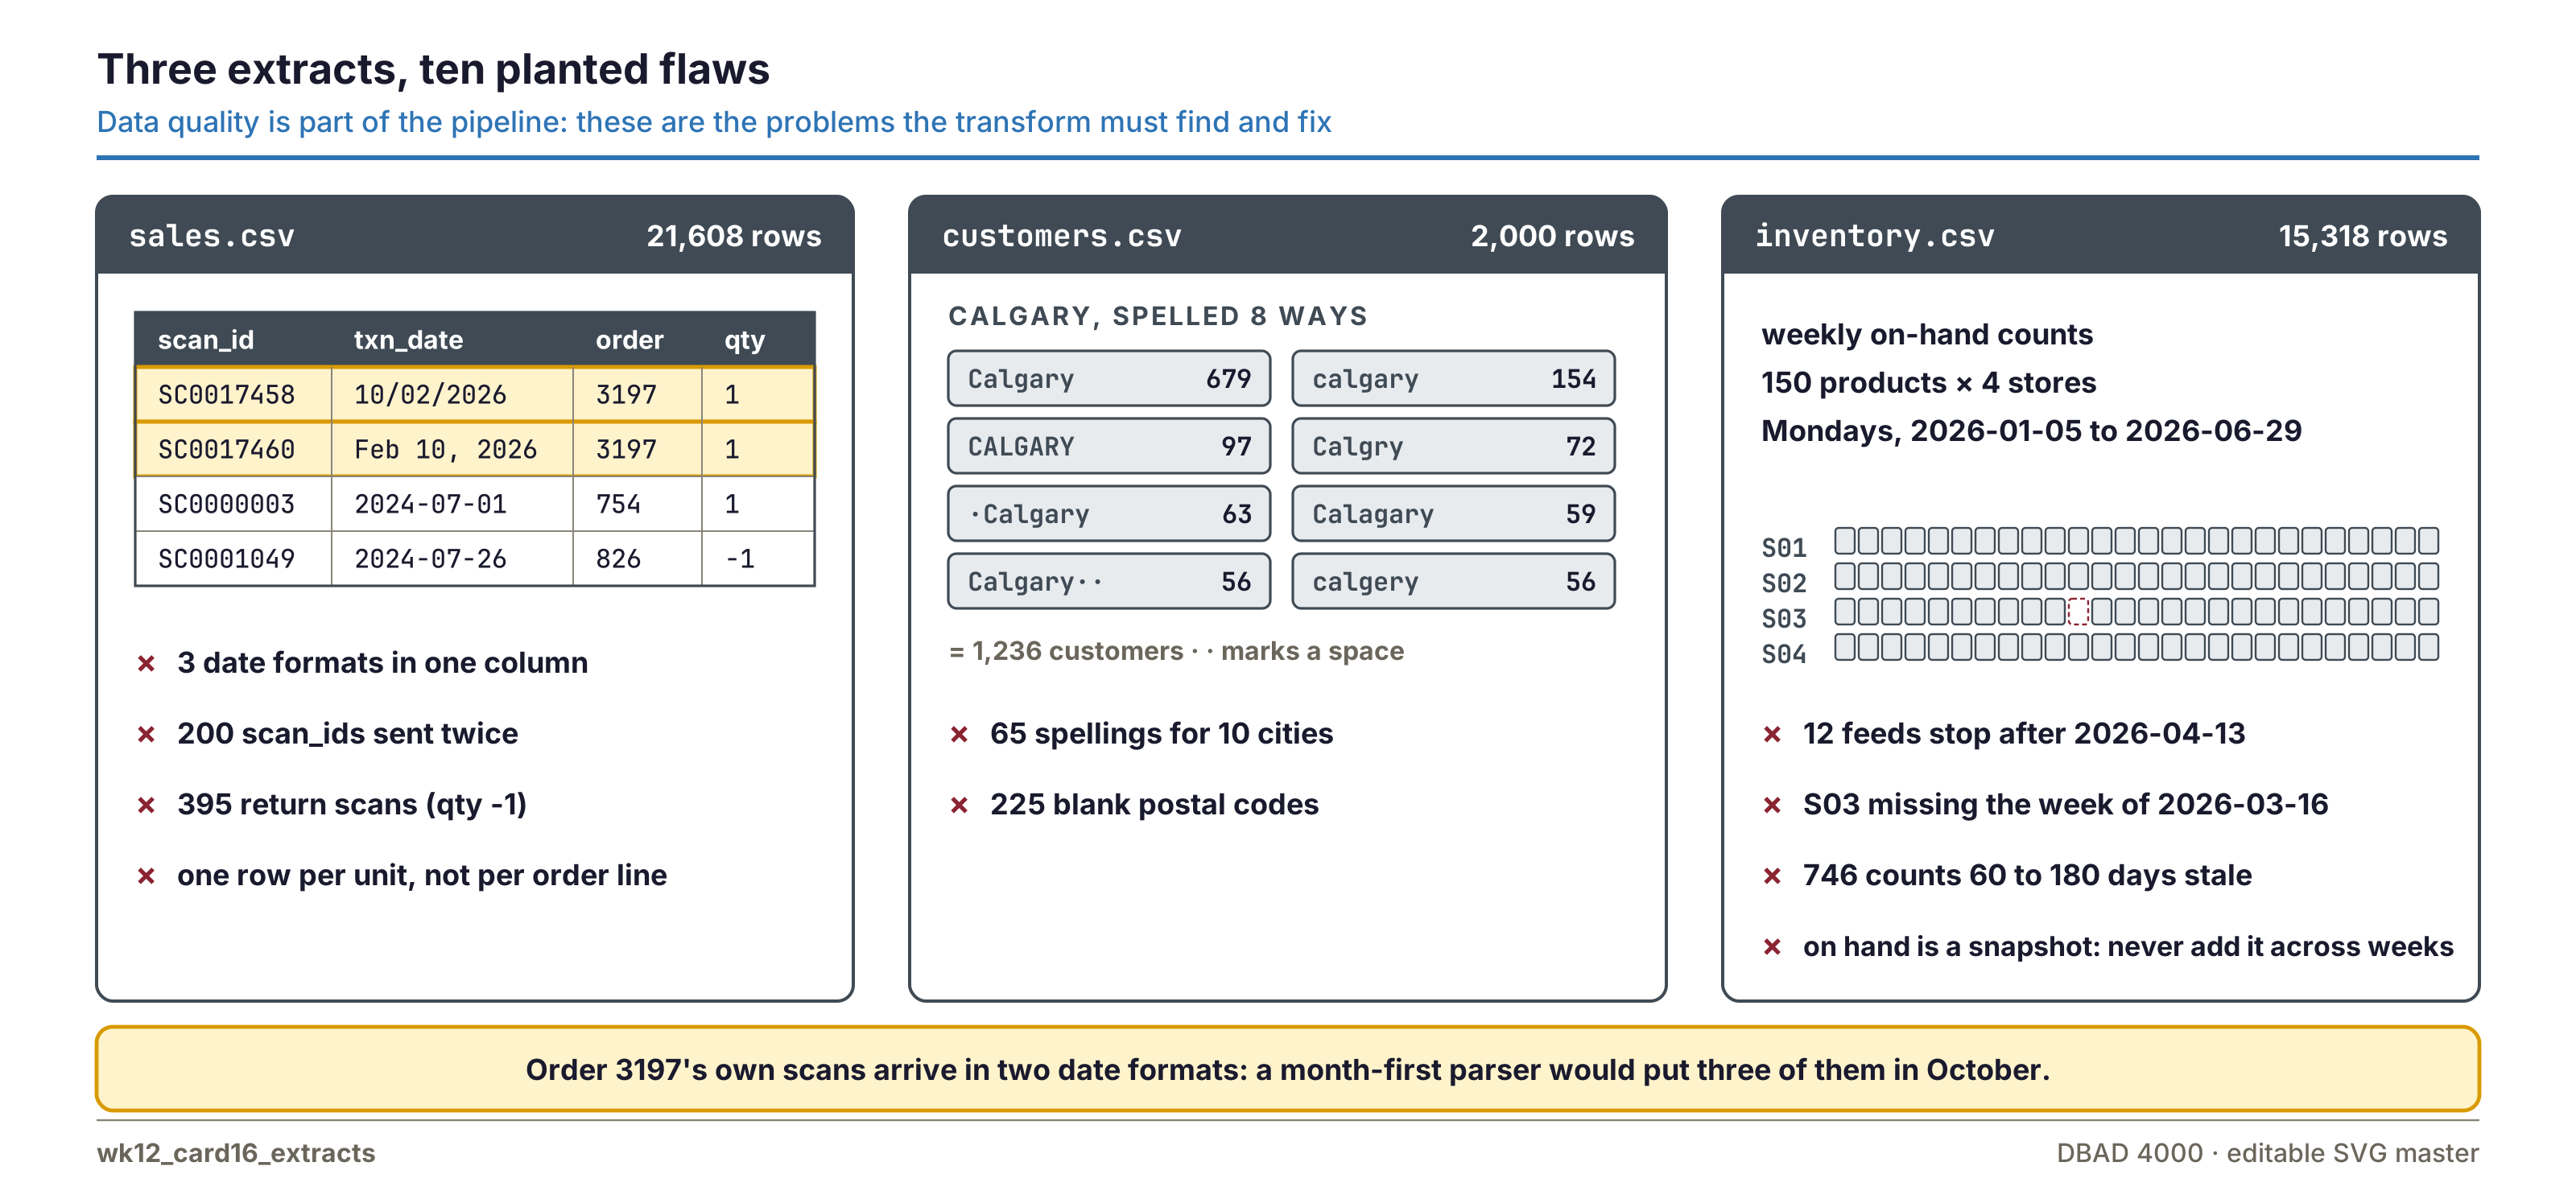 Three extracts, ten planted flaws
Data quality is part of the pipeline: these are the problems the transform must find and fix
sales.csv 21,608 rows
scan_id txn_date order qty
SC0017458 10/02/2026 3197 1
SC0017460 Feb 10, 2026 3197 1
SC0000003 2024-07-01 754 1
SC0001049 2024-07-26 826 -1
× 3 date formats in one column
× 200 scan_ids sent twice
× 395 return scans (qty -1)
× one row per unit, not per order line
customers.csv 2,000 rows
CALGARY, SPELLED 8 WAYS
Calgary 679 calgary 154
CALGARY 97 Calgry 72
·Calgary 63 Calagary 59
Calgary·· 56 calgery 56
= 1,236 customers · · marks a space
× 65 spellings for 10 cities
× 225 blank postal codes
inventory.csv 15,318 rows
weekly on-hand counts
150 products × 4 stores
Mondays, 2026-01-05 to 2026-06-29
S01
S02
S03
S04
× 12 feeds stop after 2026-04-13
× S03 missing the week of 2026-03-16
× 746 counts 60 to 180 days stale
× on hand is a snapshot: never add it across weeks
Order 3197's own scans arrive in two date formats: a month-first parser would put three of them in October.
wk12_card16_extracts
DBAD 4000 · editable SVG master